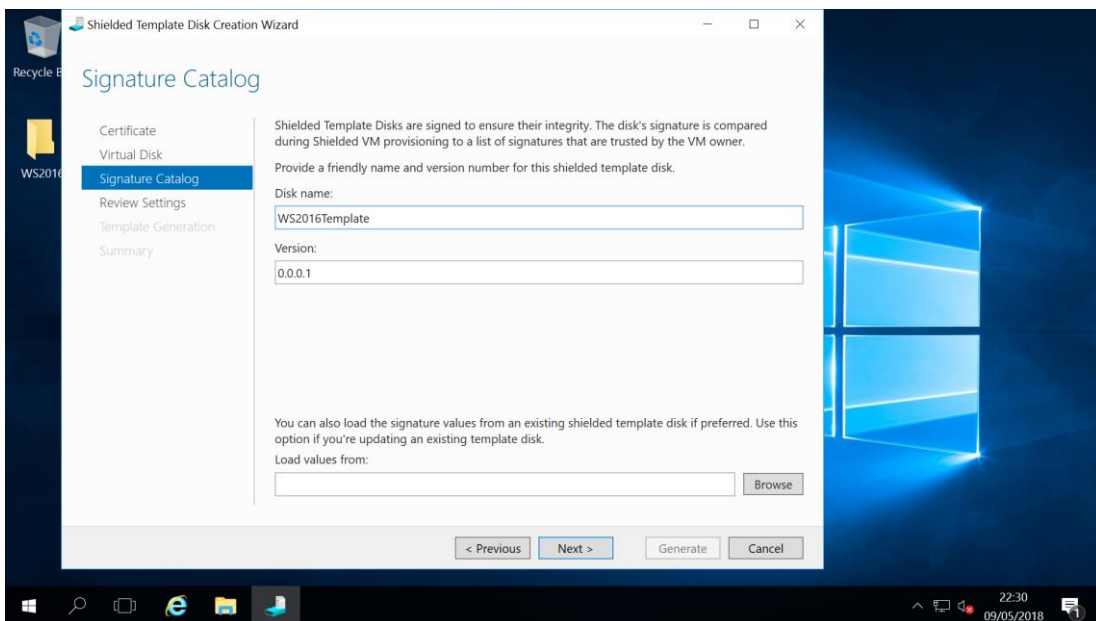 Shielded Template Disk Creation Wizard
Recycle B
WS2016
Signature Catalog
Certificate
Virtual Disk
Signature Catalog
Review Settings
Template Generation
Summary
Shielded Template Disks are signed to ensure their integrity. The disk's signature is compared
during Shielded VM provisioning to a list of signatures that are trusted by the VM owner.
Provide a friendly name and version number for this shielded template disk.
Disk name:
WS2016Template
Version:
0.0.0.1
You can also load the signature values from an existing shielded template disk if preferred. Use this
option if you're updating an existing template disk.
Load values from:
Browse
< Previous Next > Generate Cancel
22:30
09/05/2018
1